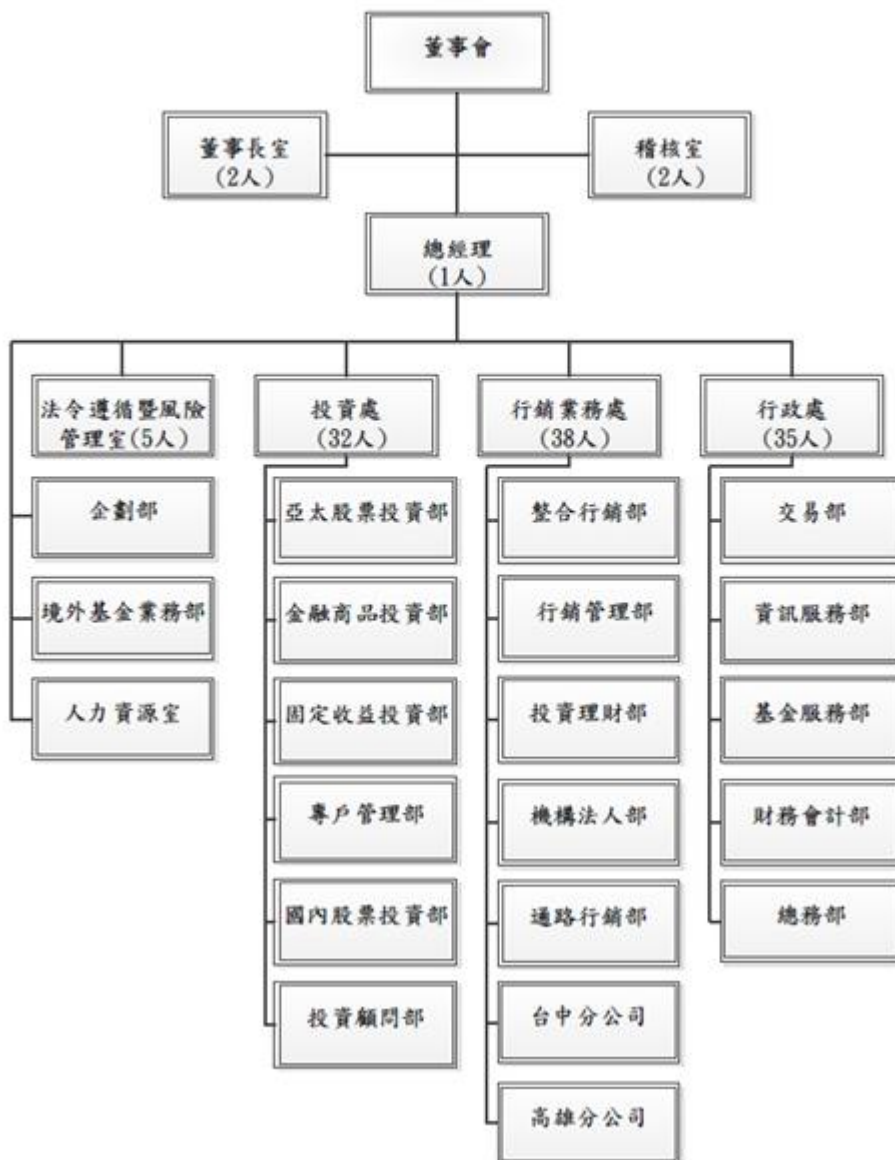 董事會
董事長室
(2人)
稽核室
(2人)
總經理
(1人)
法令遵循暨風險
管理室(5人)
投資處
(32人)
行銷業務處
(38人)
行政處
(35人)
企劃部
境外基金業務部
人力資源室
亞太股票投資部
金融商品投資部
固定收益投資部
專戶管理部
國內股票投資部
投資顧問部
整合行銷部
行銷管理部
投資理財部
機構法人部
通路行銷部
台中分公司
高雄分公司
交易部
資訊服務部
基金服務部
財務會計部
總務部